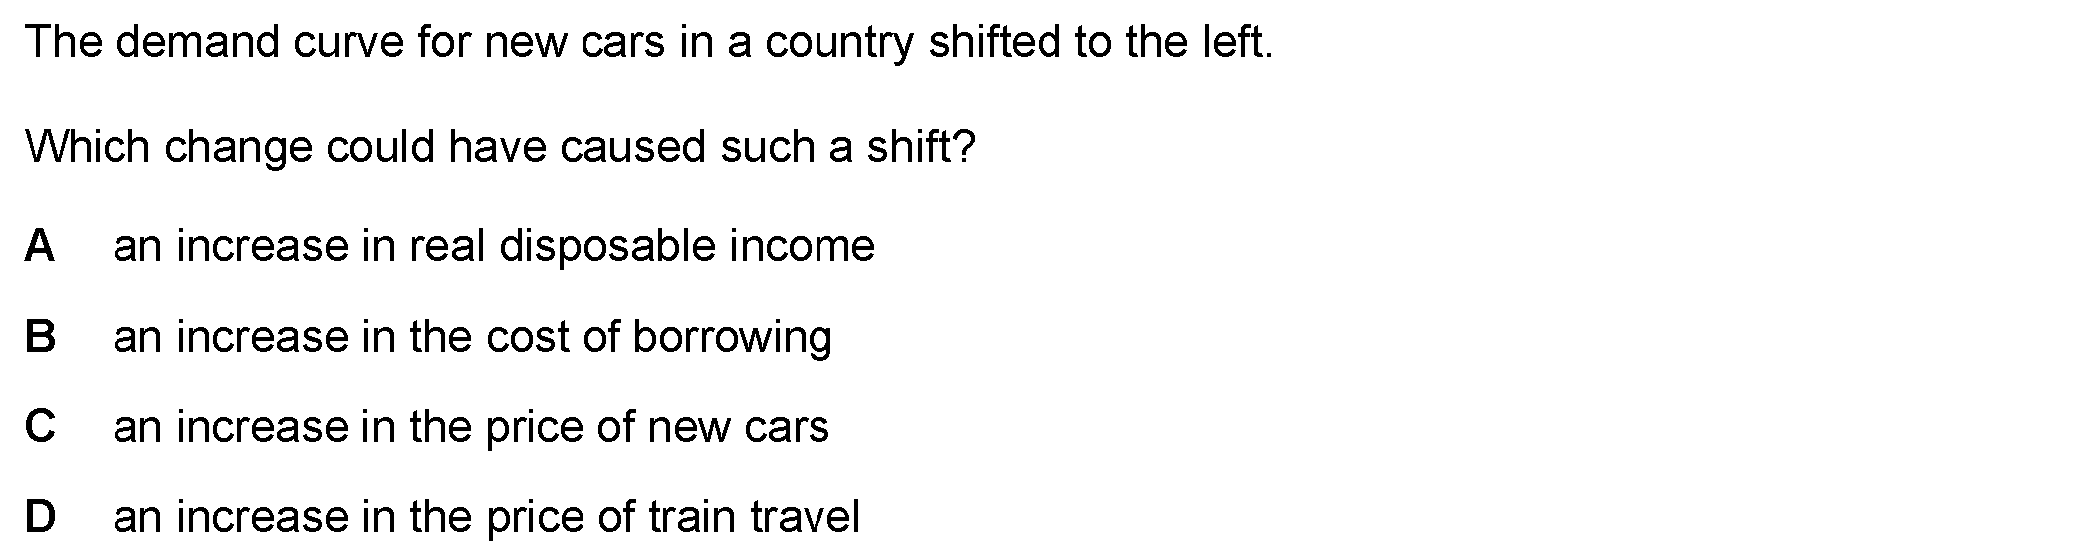 The demand curve for new cars in a country shifted to the left.
Which change could have caused such a shift?
A an increase in real disposable income
B an increase in the cost of borrowing
C an increase in the price of new cars
D an increase in the price of train travel